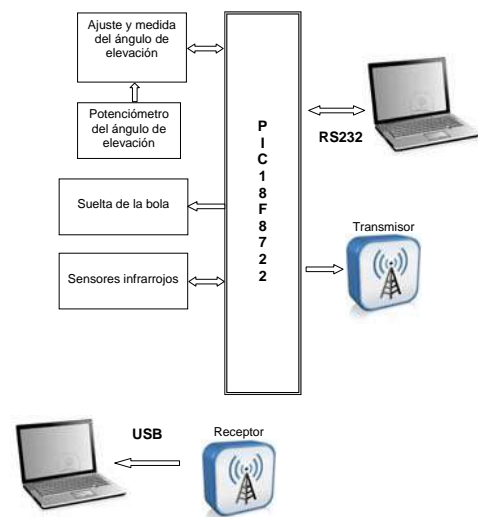 Ajuste y medida
del ángulo de
elevación
Potenciómetro
del ángulo de
elevación
Suelta de la bola
Sensores infrarrojos
P
I
C
1
8
F
8
7
2
2
RS232
Transmisor
USB
Receptor